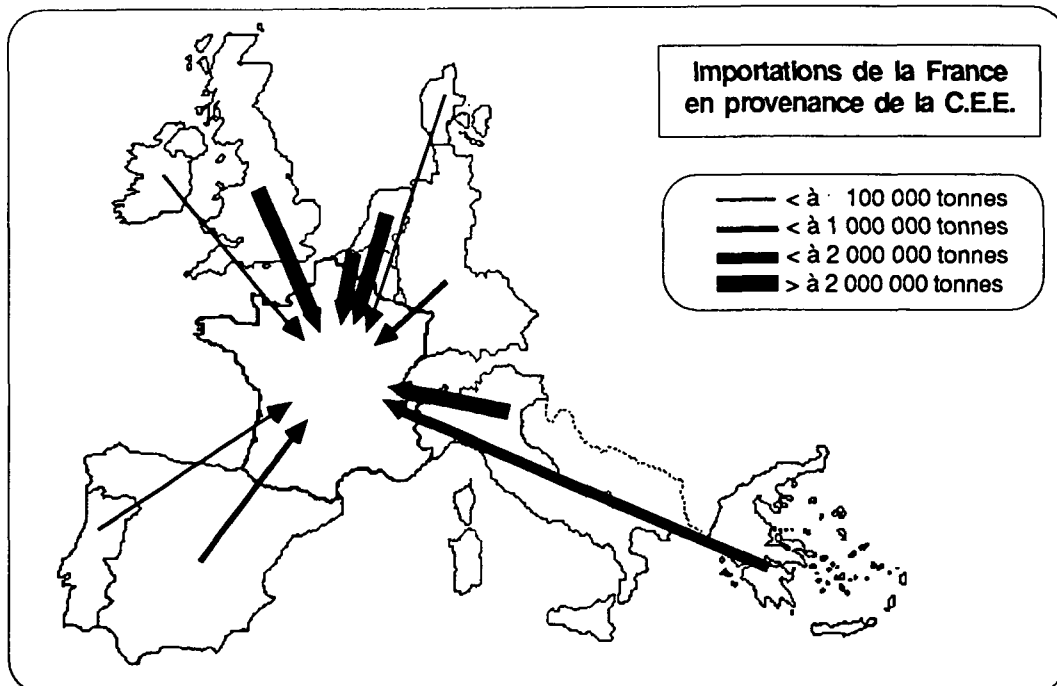 Importations de la France
en provenance de la C.E.E.
< à 100 000 tonnes
< à 1 000 000 tonnes
< à 2 000 000 tonnes
> à 2 000 000 tonnes